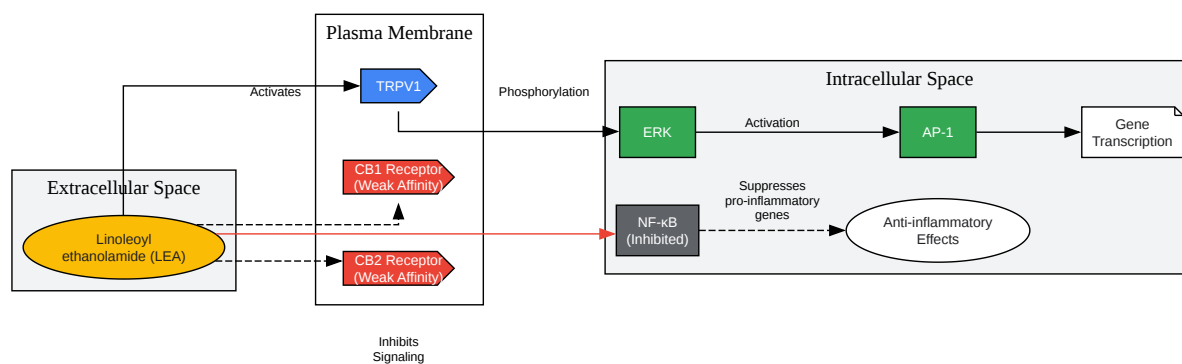 Plasma Membrane
TRPV1
Activates
CB1 Receptor
(Weak Affinity)
CB2 Receptor
(Weak Affinity)
Extracellular Space
Linoleoyl
ethanolamide (LEA)
Inhibits
Signaling
Phosphorylation
Intracellular Space
ERK
Activation
AP-1
Gene
Transcription
NF-κB
(Inhibited)
Suppresses
pro-inflammatory
genes
Anti-inflammatory
Effects